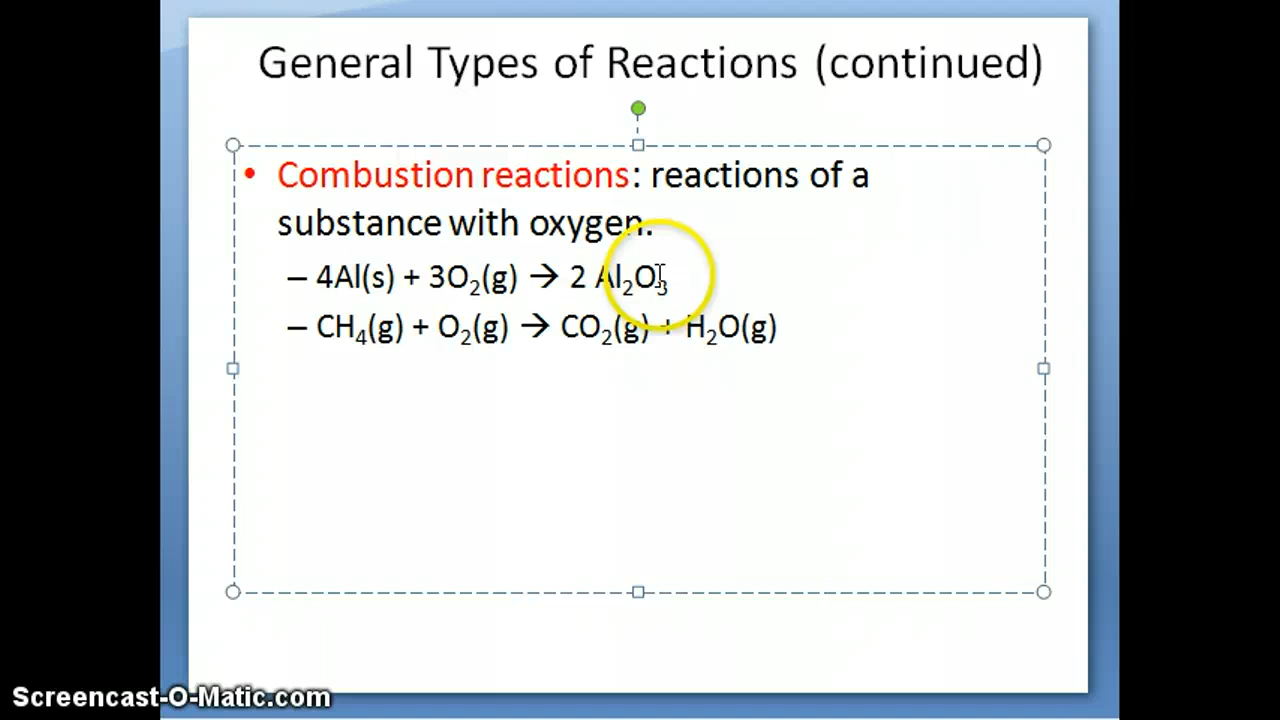 General Types of Reactions (continued)
• Combustion reactions: reactions of a
substance with oxygen.
– 4Al(s) + 3O₂(g) → 2 Al₂O₃
– CH₄(g) + O₂(g) → CO₂(g) + H₂O(g)
Screencast-O-Matic.com